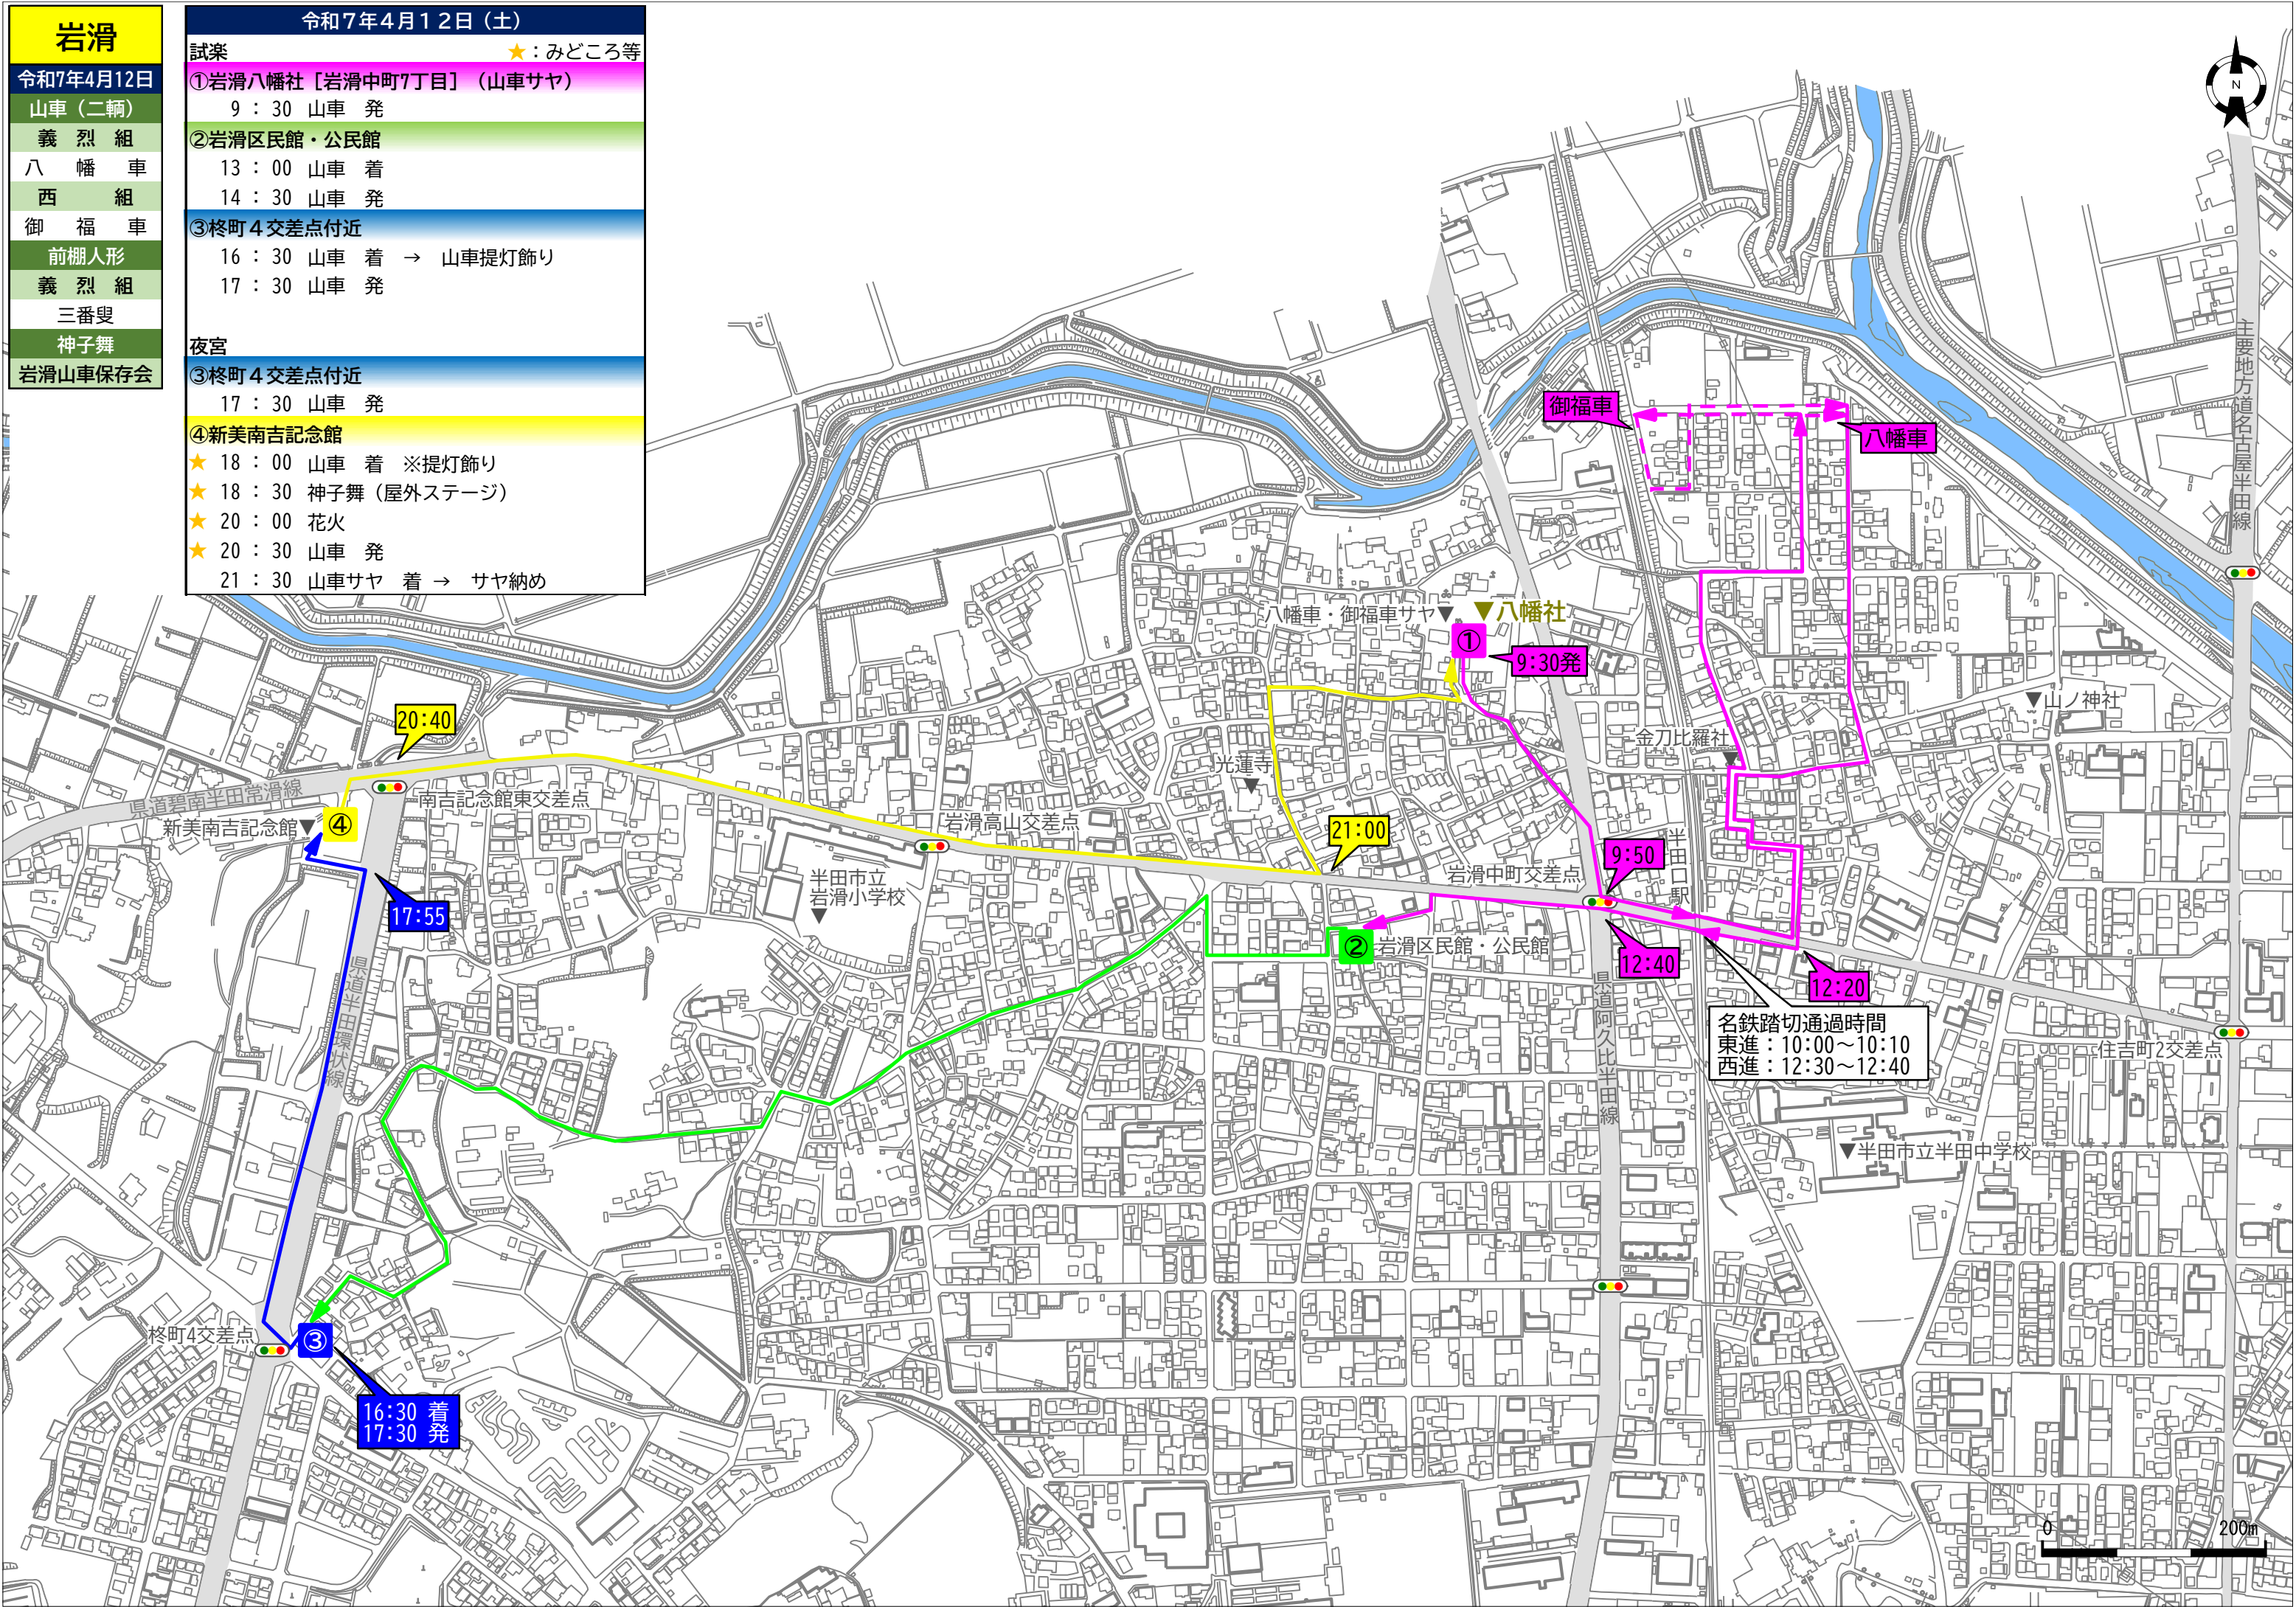 岩滑
令和7年4月12日
山車（二輌）
義 烈 組
八 幡 車
西 組
御 福 車
前棚人形
義 烈 組
三番叟
神子舞
岩滑山車保存会
令和７年４月１２日（土）
試楽 ★：みどころ等
①岩滑八幡社［岩滑中町7丁目］（山車サヤ）
9：30 山車 発
②岩滑区民館・公民館
13：00 山車 着
14：30 山車 発
③柊町４交差点付近
16：30 山車 着 → 山車提灯飾り
17：30 山車 発
夜宮
③柊町４交差点付近
17：30 山車 発
④新美南吉記念館
★ 18：00 山車 着 ※提灯飾り
★ 18：30 神子舞（屋外ステージ）
★ 20：00 花火
★ 20：30 山車 発
21：30 山車サヤ 着 → サヤ納め
N
主要地方道名古屋半田線
御福車
八幡車
八幡車・御福車サヤ▼
▼八幡社
①
9:30発
▼山ノ神社
金刀比羅社
▼
20:40
県道碧南半田常滑線
南吉記念館東交差点
新美南吉記念館▼
④
光蓮寺
▼
岩滑高山交差点
21:00
半田口駅
9:50
岩滑中町交差点
半田市立
岩滑小学校
▼
17:55
②
岩滑区民館・公民館
12:40
12:20
県道半田環状線
県道阿久比半田線
名鉄踏切通過時間
東進：10:00～10:10
西進：12:30～12:40
住吉町2交差点
▼半田市立半田中学校
柊町4交差点
③
16:30 着
17:30 発
0 200m